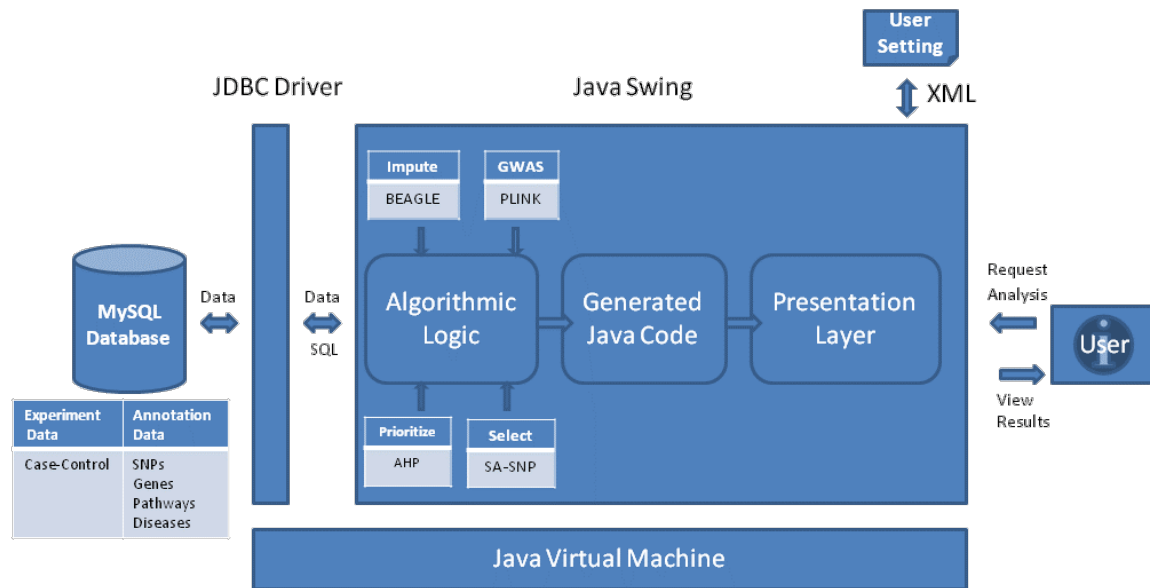 User
Setting
JDBC Driver
Java Swing
XML
Impute
BEAGLE
GWAS
PLINK
MySQL
Database
Data
Data
SQL
Algorithmic
Logic
Generated
Java Code
Presentation
Layer
Request
Analysis
User
View
Results
Experiment
Data
Annotation
Data
Case-Control
SNPs
Genes
Pathways
Diseases
Prioritize
AHP
Select
SA-SNP
Java Virtual Machine